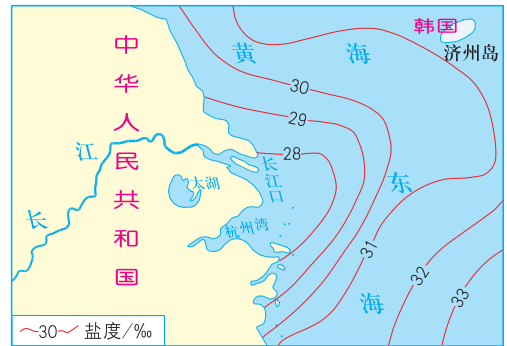 中华人民共和国
韩国
济州岛
黄海
东海
长江
太湖
长江口
杭州湾
30
29
28
31
32
33
30 盐度/‰